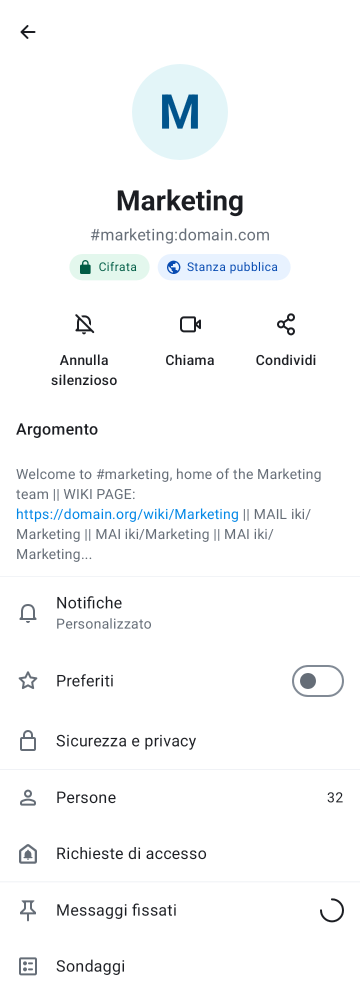 M
Marketing
#marketing:domain.com
Cifrata
Stanza pubblica
Annulla
silenzioso
Chiama
Condividi
Argomento
Welcome to #marketing, home of the Marketing
team || WIKI PAGE:
https://domain.org/wiki/Marketing || MAIL iki/
Marketing || MAI iki/Marketing || MAI iki/
Marketing...
Notifiche
Personalizzato
Preferiti
Sicurezza e privacy
Persone 32
Richieste di accesso
Messaggi fissati
Sondaggi